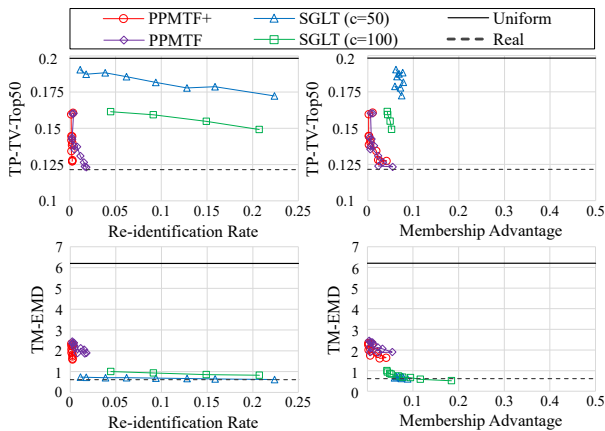 PPMTF+ SGLT (c=50) Uniform
PPMTF SGLT (c=100) Real
TP-TV-Top50
0.2
0.175
0.15
0.125
0.1
0 0.05 0.1 0.15 0.2 0.25
Re-identification Rate
TP-TV-Top50
0.2
0.175
0.15
0.125
0.1
0 0.1 0.2 0.3 0.4 0.5
Membership Advantage
TM-EMD
7
6
5
4
3
2
1
0
0 0.05 0.1 0.15 0.2 0.25
Re-identification Rate
TM-EMD
7
6
5
4
3
2
1
0
0 0.1 0.2 0.3 0.4 0.5
Membership Advantage